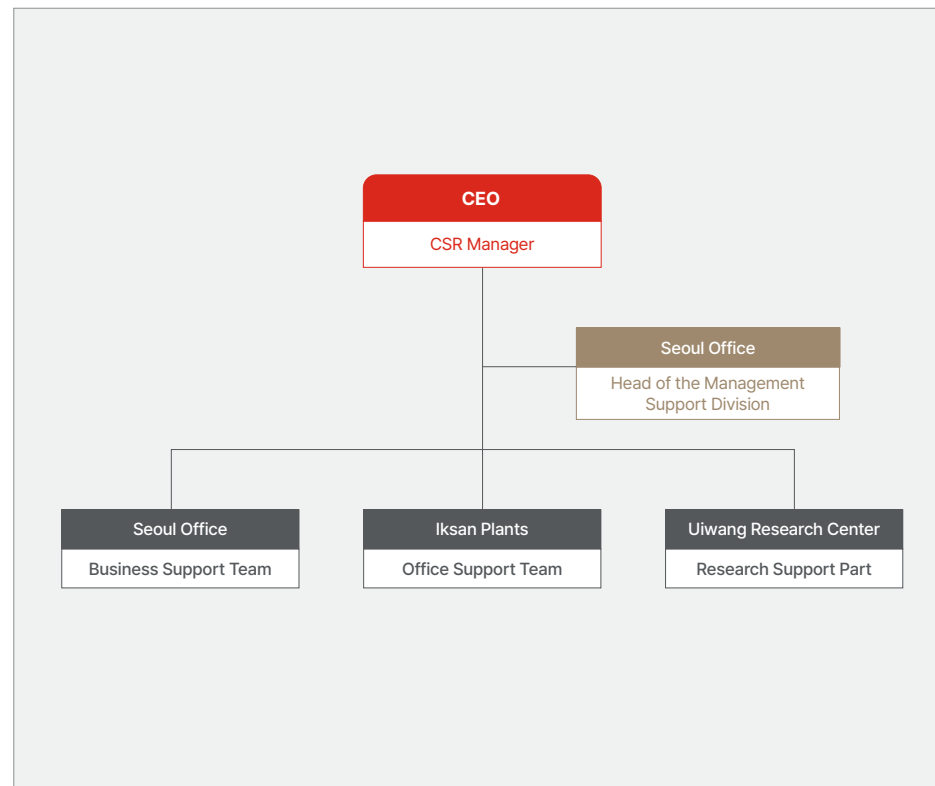 CEO
CSR Manager
Seoul Office
Head of the Management
Support Division
Seoul Office
Business Support Team
Iksan Plants
Office Support Team
Uiwang Research Center
Research Support Part